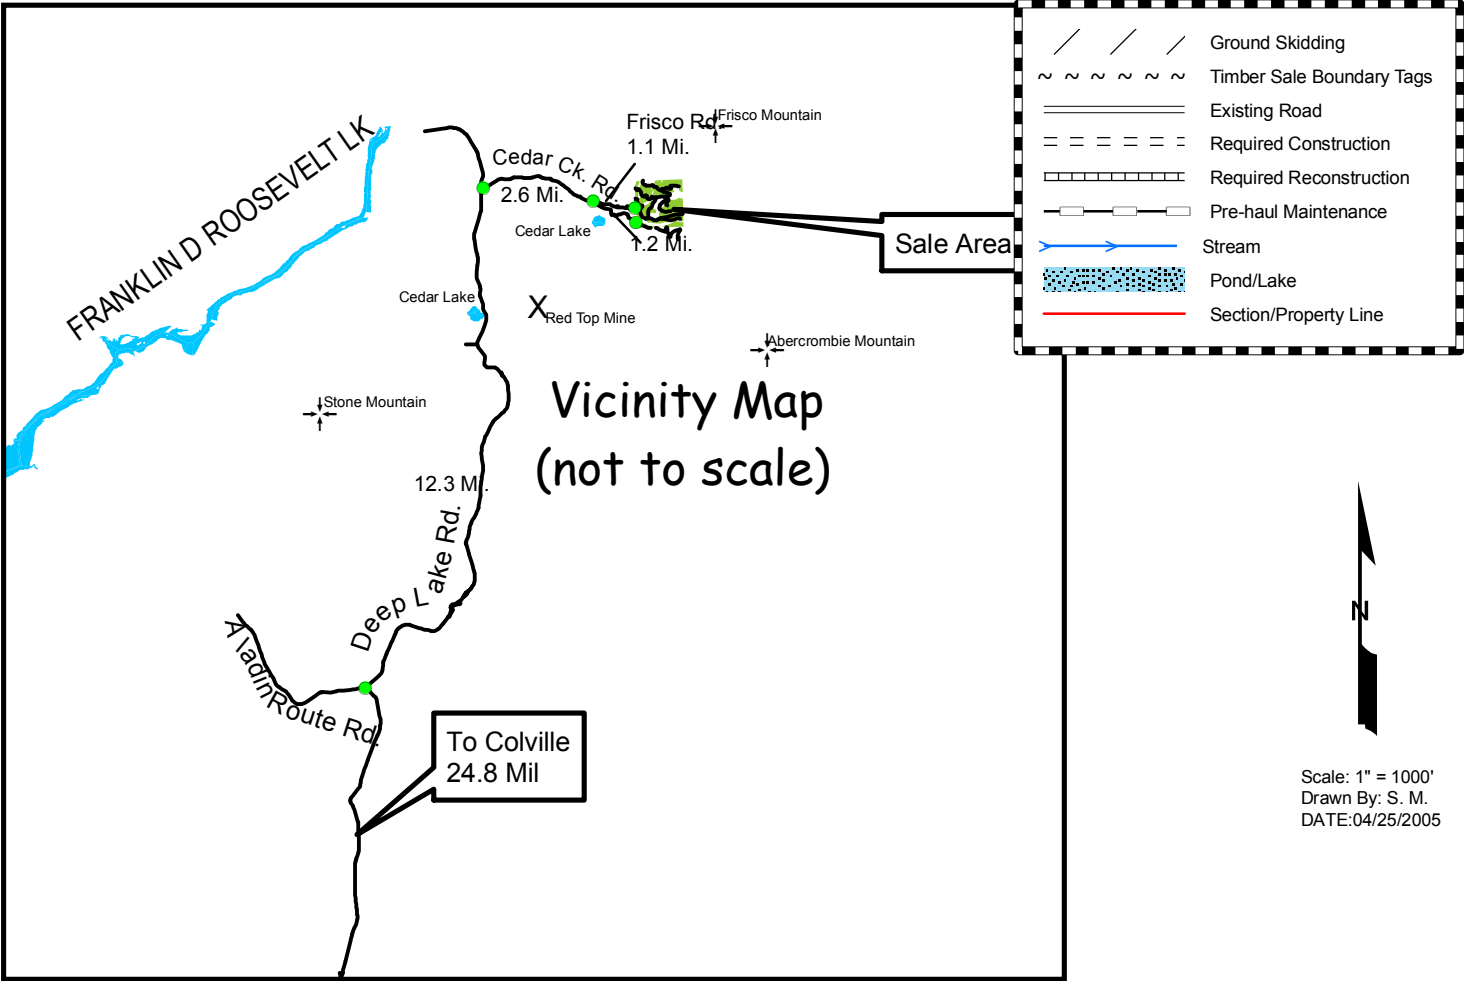 Ground Skidding
Timber Sale Boundary Tags
Existing Road
Required Construction
Required Reconstruction
Pre-haul Maintenance
Stream
Pond/Lake
Section/Property Line
FRANKLIN D ROOSEVELT LK
Frisco Rd
1.1 Mi.
Frisco Mountain
Cedar Ck. Rd.
2.6 Mi.
Cedar Lake
1.2 Mi.
Sale Area
Cedar Lake
X
Red Top Mine
Abercrombie Mountain
Stone Mountain
Vicinity Map
(not to scale)
12.3 Mi.
Deep Lake Rd.
Aladin Route Rd.
To Colville
24.8 Mil
N
Scale: 1" = 1000'
Drawn By: S. M.
DATE:04/25/2005